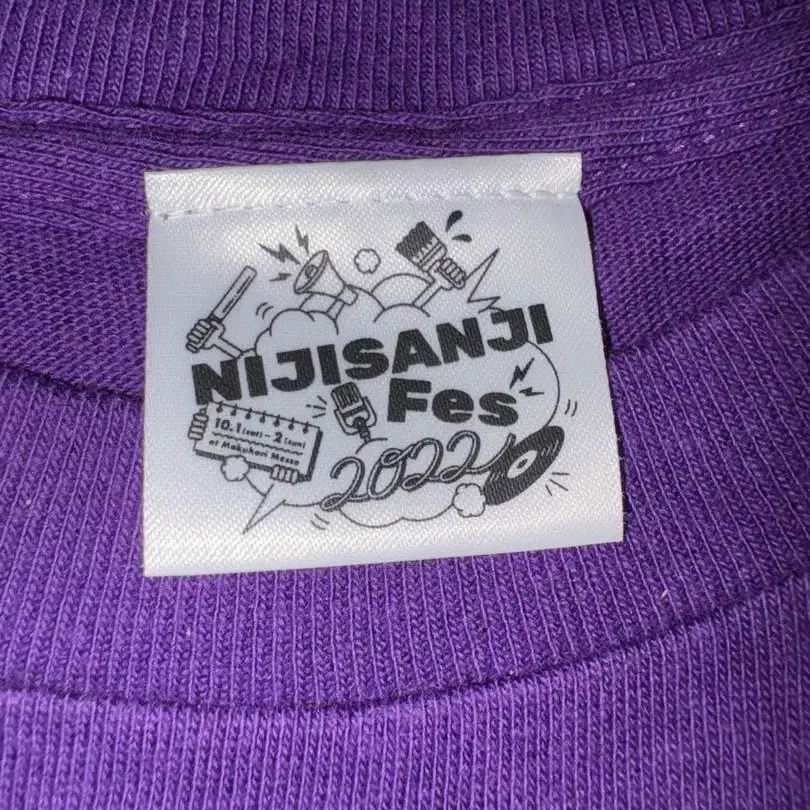 NIJISANJI
Fes
10.1(sat)-2(sun)
at Makuhari Messe
2022